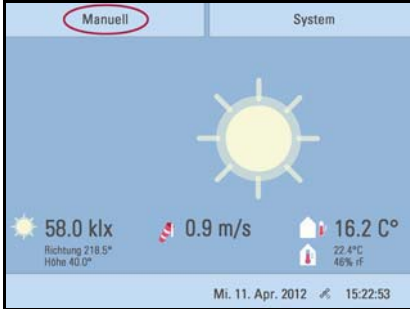 Manuell
System
58.0 klx
0.9 m/s
16.2 C°
Richtung 218.5°
Höhe 40.0°
22.4°C
46% rF
Mi. 11. Apr. 2012
15:22:53